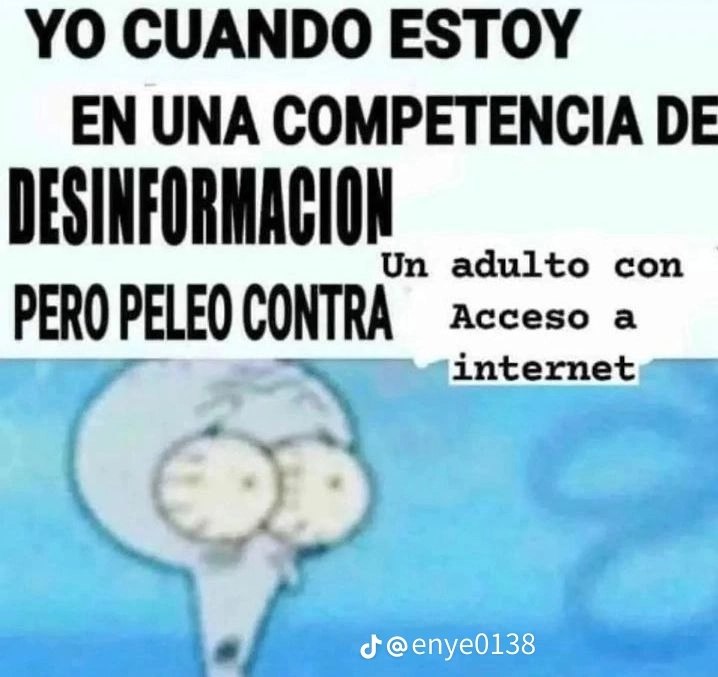 YO CUANDO ESTOY
EN UNA COMPETENCIA DE
DESINFORMACION
PERO PELEO CONTRA
Un adulto con
Acceso a
internet
@enye0138